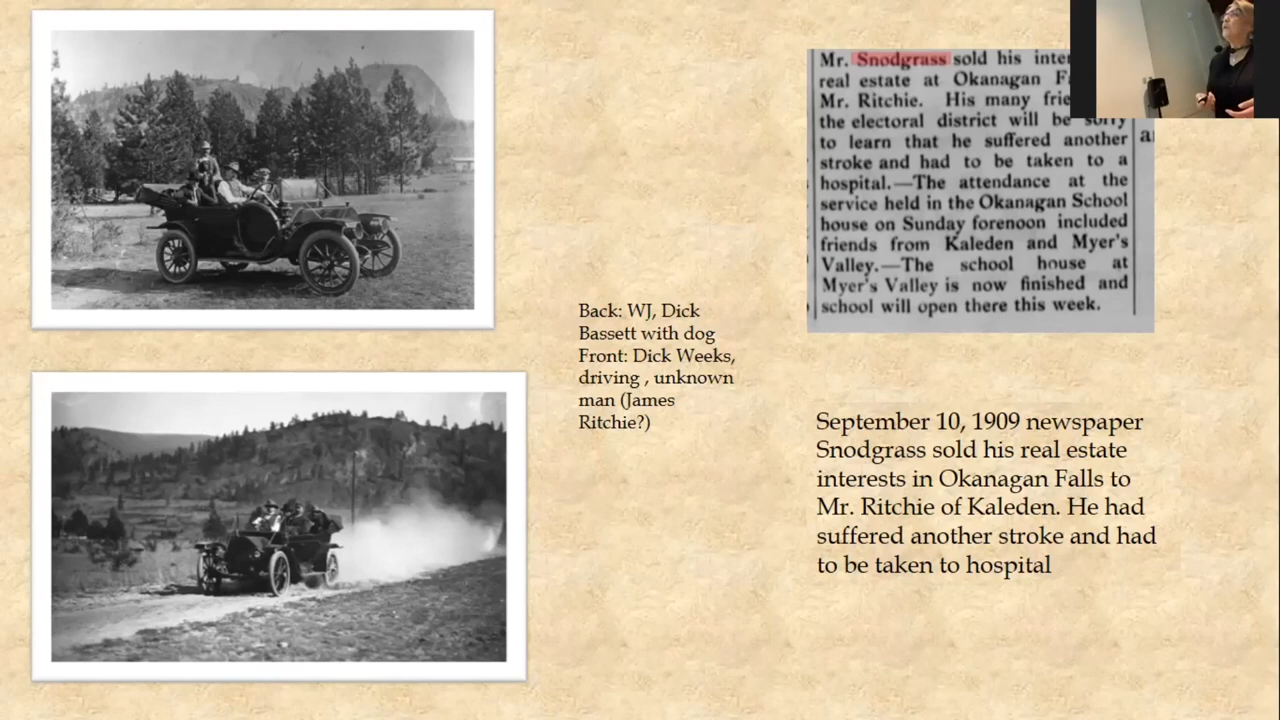 Mr. Snodgrass sold his
real estate at Okanagan
Mr. Ritchie. His many
the electoral district will be sorry
to learn that he suffered another
stroke and had to be taken to a
hospital.—The attendance at the
service held in the Okanagan School
house on Sunday forenoon included
friends from Kaleden and Myer's
Valley.—The school house at
Myer's Valley is now finished and
school will open there this week.
Back: WJ, Dick
Bassett with dog
Front: Dick Weeks,
driving , unknown
man (James
Ritchie?)
September 10, 1909 newspaper
Snodgrass sold his real estate
interests in Okanagan Falls to
Mr. Ritchie of Kaleden. He had
suffered another stroke and had
to be taken to hospital